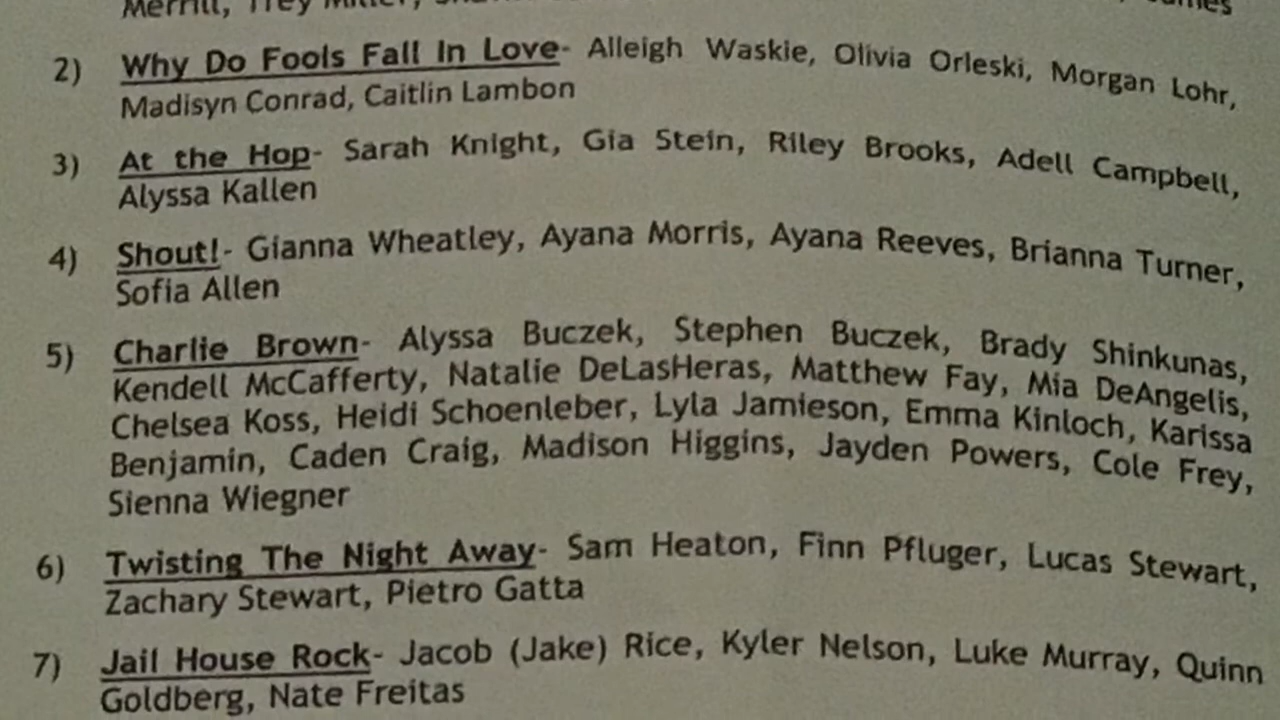 Merrill, Trey Miller,
2) Why Do Fools Fall In Love- Alleigh Waskie, Olivia Orleski, Morgan Lohr,
Madisyn Conrad, Caitlin Lambon
3) At the Hop- Sarah Knight, Gia Stein, Riley Brooks, Adell Campbell,
Alyssa Kallen
4) Shout!- Gianna Wheatley, Ayana Morris, Ayana Reeves, Brianna Turner,
Sofia Allen
5) Charlie Brown- Alyssa Buczek, Stephen Buczek, Brady Shinkunas,
Kendell McCafferty, Natalie DeLasHeras, Matthew Fay, Mia DeAngelis,
Chelsea Koss, Heidi Schoenleber, Lyla Jamieson, Emma Kinloch, Karissa
Benjamin, Caden Craig, Madison Higgins, Jayden Powers, Cole Frey,
Sienna Wiegner
6) Twisting The Night Away- Sam Heaton, Finn Pfluger, Lucas Stewart,
Zachary Stewart, Pietro Gatta
7) Jail House Rock- Jacob (Jake) Rice, Kyler Nelson, Luke Murray, Quinn
Goldberg, Nate Freitas